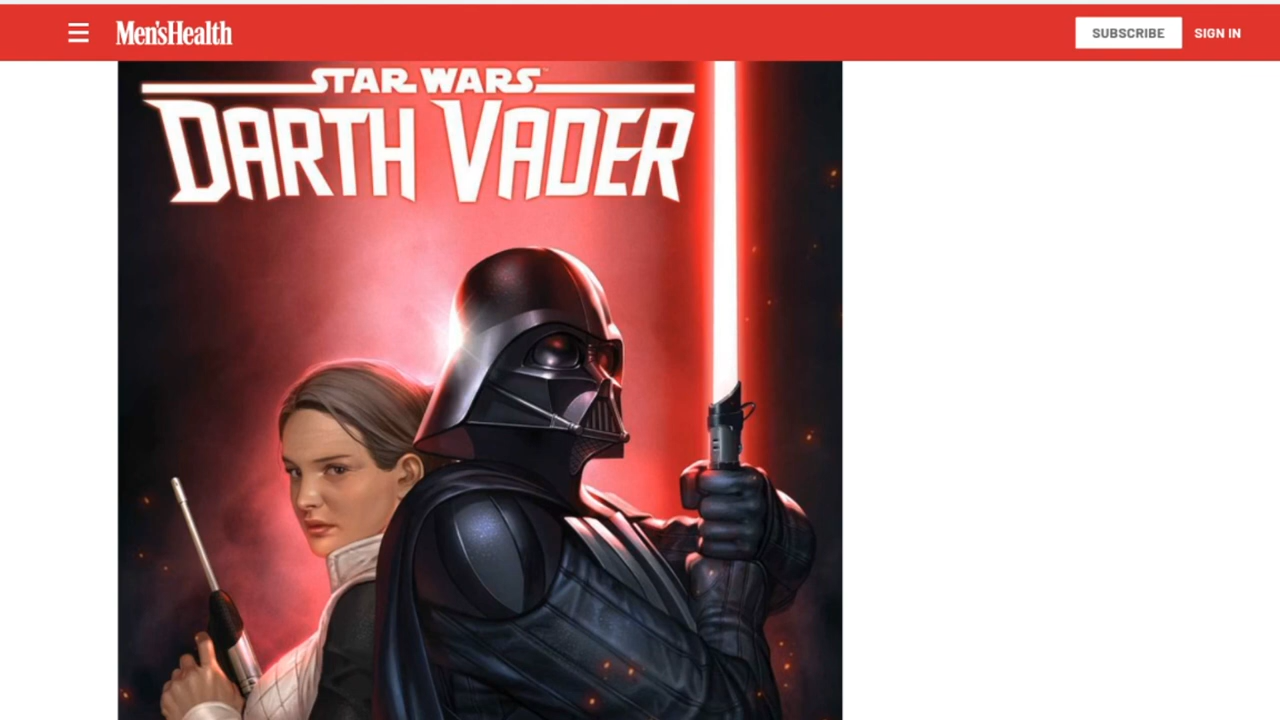 Men'sHealth
SUBSCRIBE
SIGN IN
STAR WARS
DARTH VADER